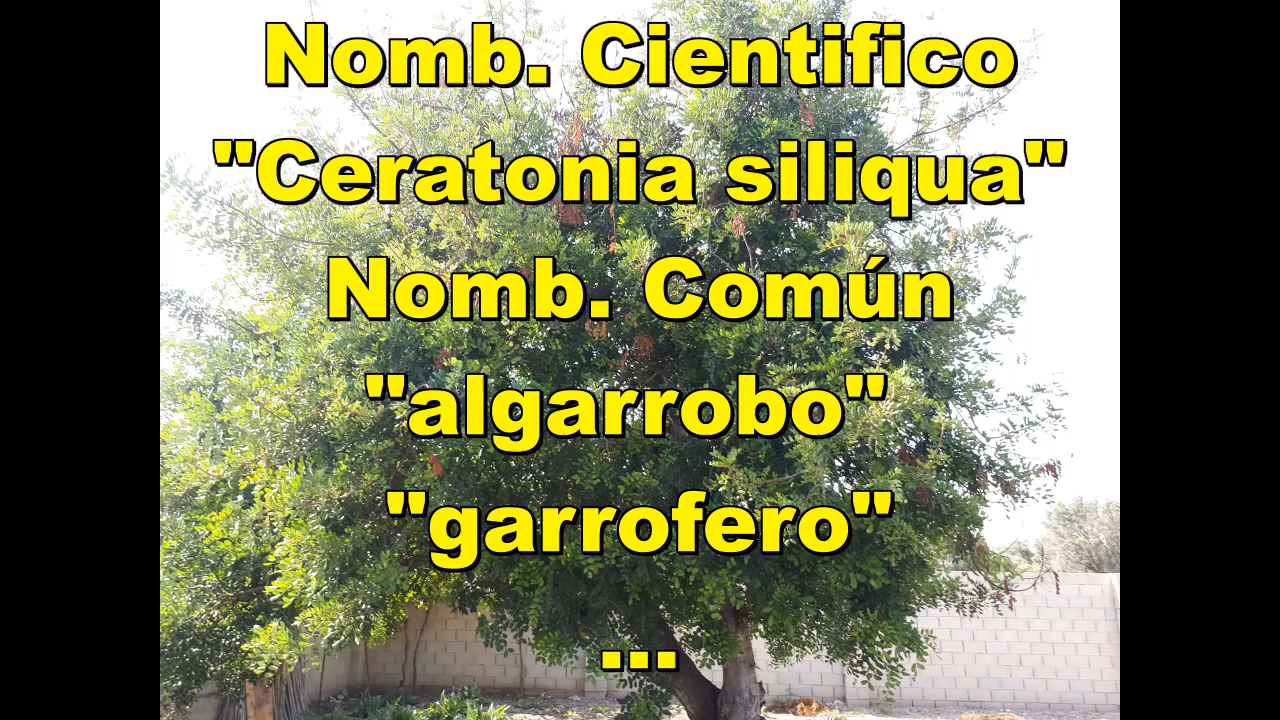 Nomb. Cientifico
"Ceratonia siliqua"
Nomb. Común
"algarrobo"
"garrofero"
...